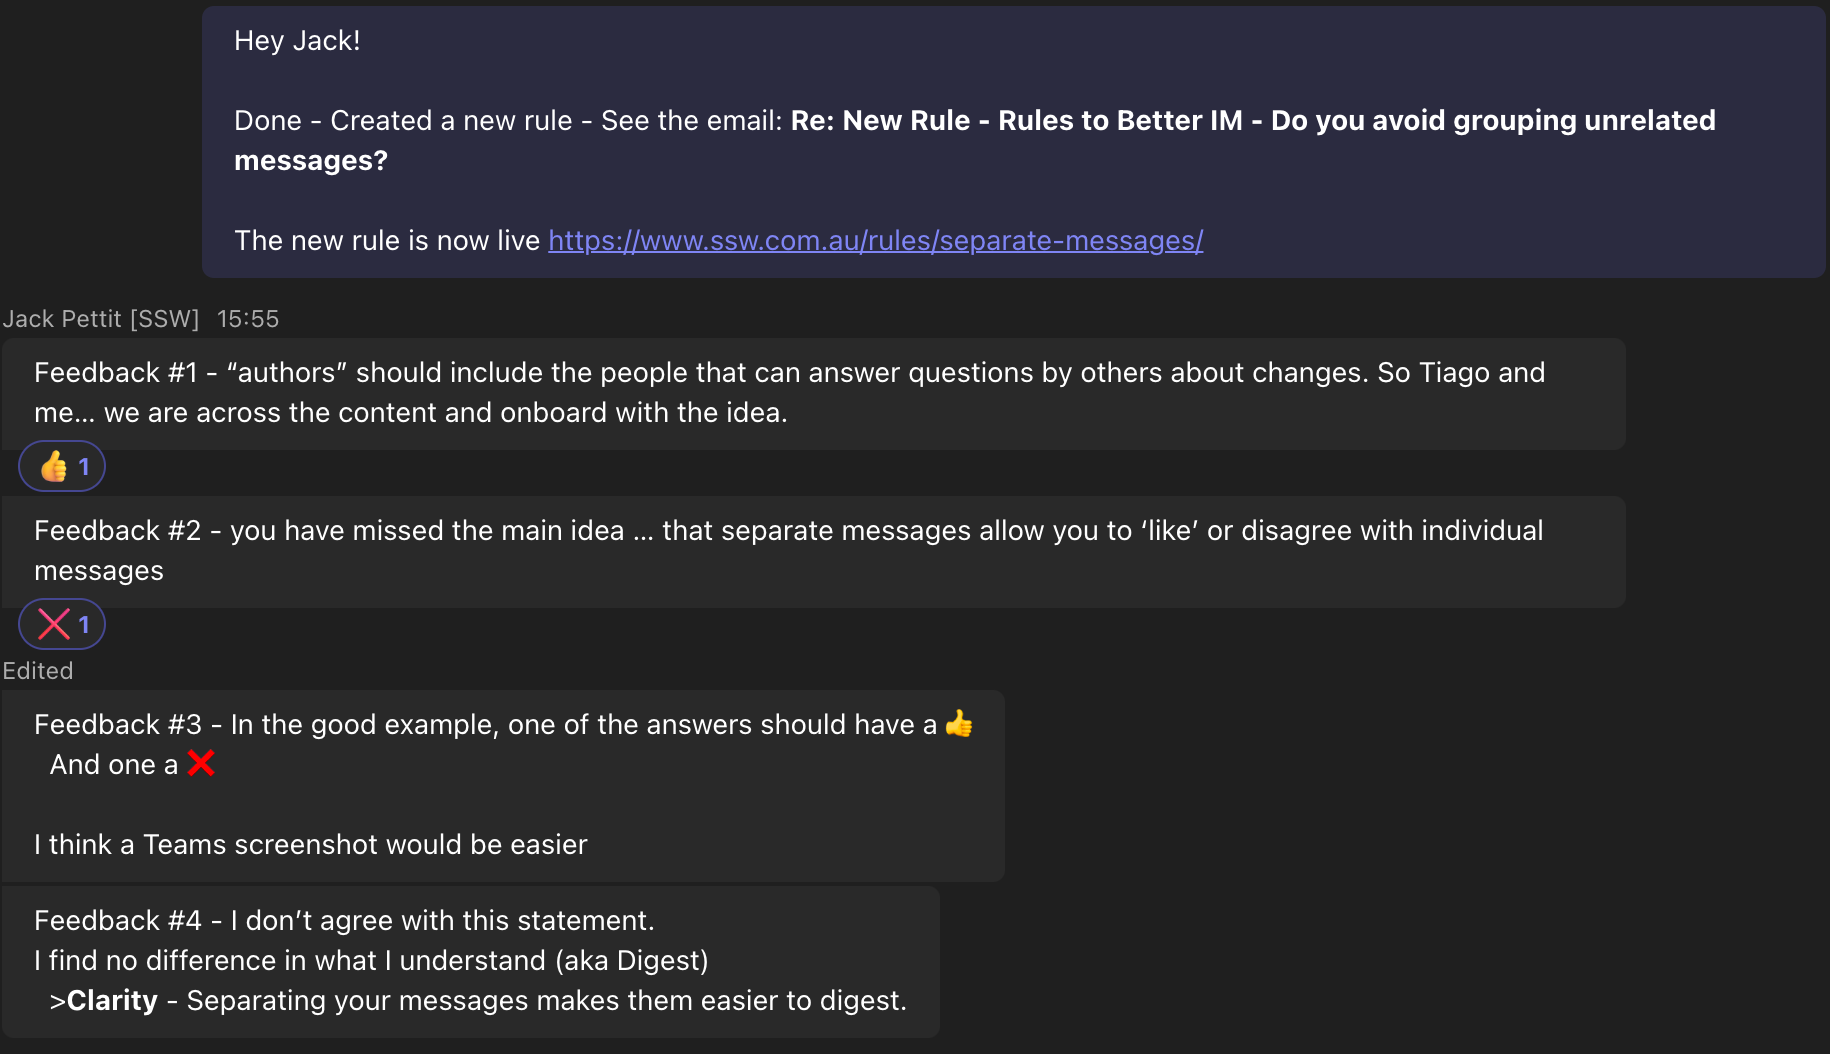 Hey Jack!
Done - Created a new rule - See the email: Re: New Rule - Rules to Better IM - Do you avoid grouping unrelated
messages?
The new rule is now live https://www.ssw.com.au/rules/separate-messages/
Jack Pettit [SSW] 15:55
Feedback #1 - “authors” should include the people that can answer questions by others about changes. So Tiago and
me... we are across the content and onboard with the idea.
👍 1
Feedback #2 - you have missed the main idea ... that separate messages allow you to ‘like’ or disagree with individual
messages
❌ 1
Edited
Feedback #3 - In the good example, one of the answers should have a 👍
And one a ❌
I think a Teams screenshot would be easier
Feedback #4 - I don’t agree with this statement.
I find no difference in what I understand (aka Digest)
>Clarity - Separating your messages makes them easier to digest.